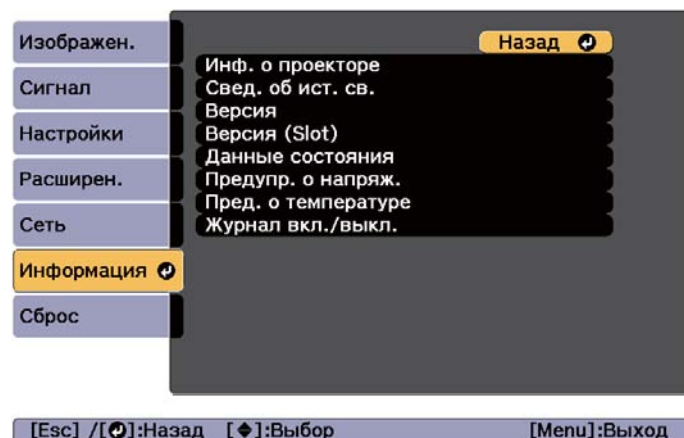 Изображен.
Сигнал
Настройки
Расширен.
Сеть
Информация
Сброс
Назад
Инф. о проекторе
Свед. об ист. св.
Версия
Версия (Slot)
Данные состояния
Предупр. о напряж.
Пред. о температуре
Журнал вкл./выкл.
[Esc] /[⏎]:Назад [◆]:Выбор [Menu]:Выход